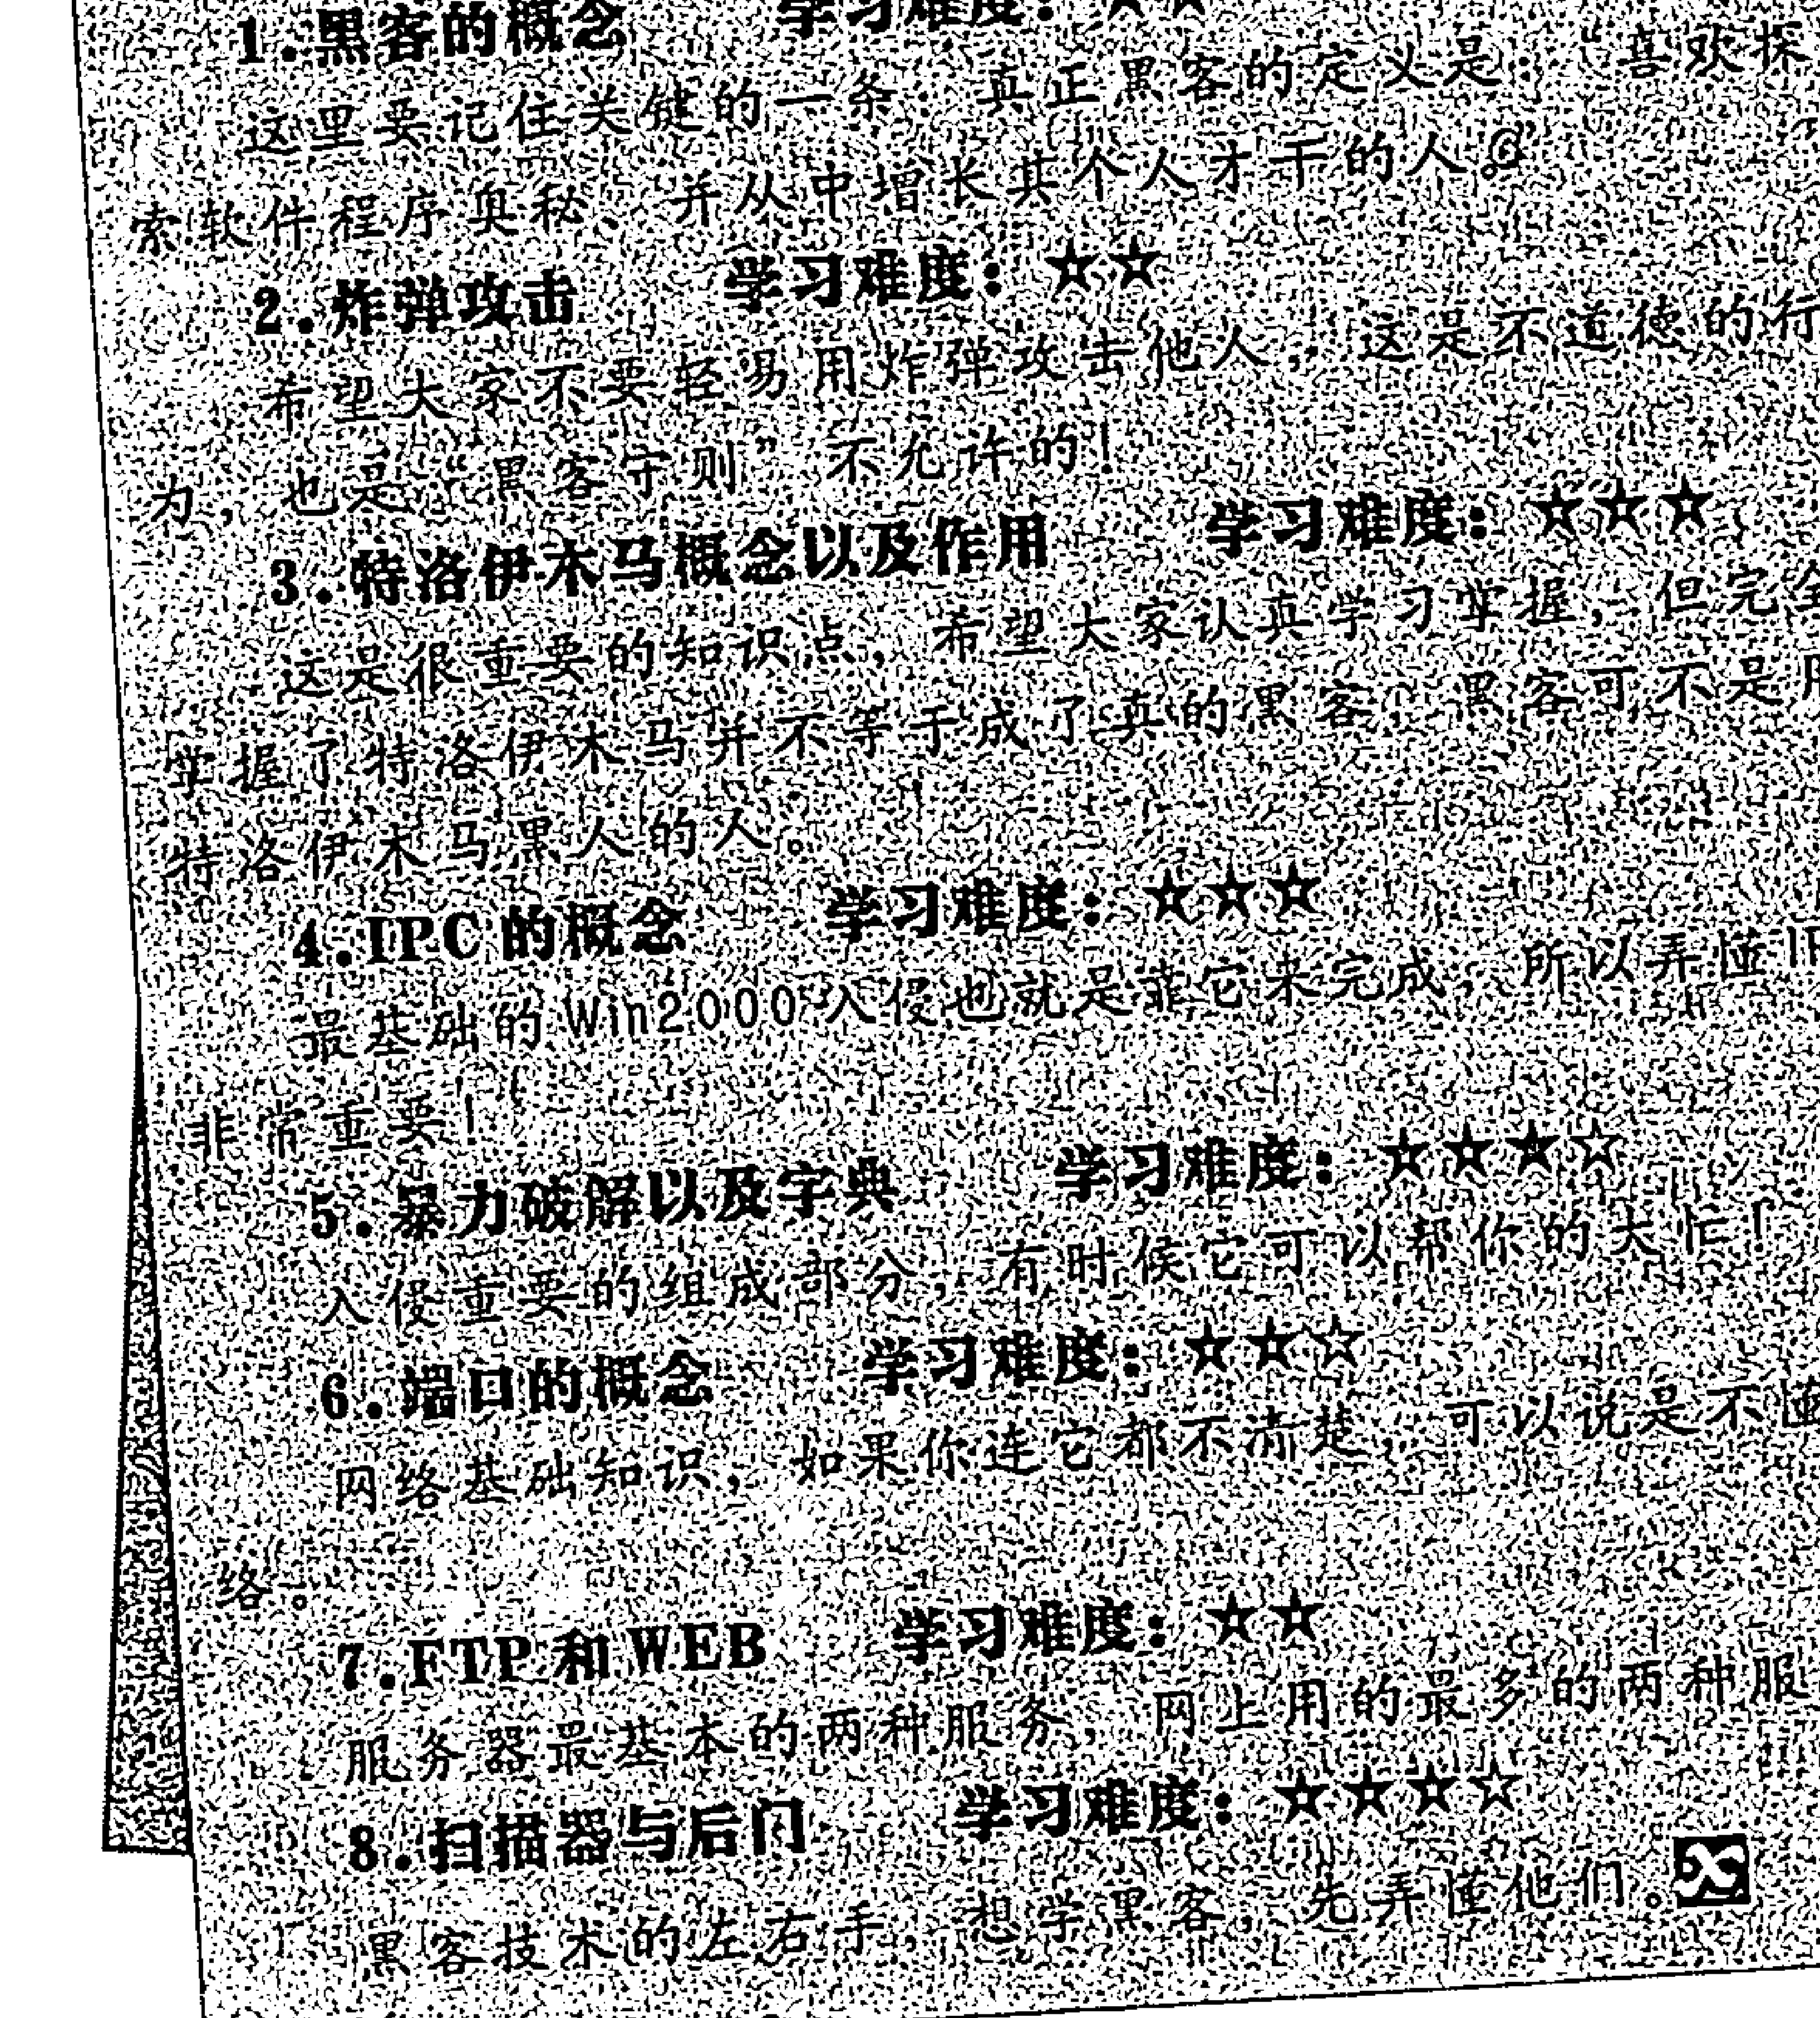 1.黑客的概念 学习难度：☆☆
这里要记住关键的一条：真正黑客的定义是：“喜欢探
索软件程序奥秘、并从中增长其个人才干的人。”
2.炸弹攻击 学习难度：☆☆
希望大家不要轻易用炸弹攻击他人，这是不道德的行
为，也是“黑客守则”不允许的！
3.特洛伊木马概念以及作用 学习难度：☆☆☆
这是很重要的知识点，希望大家认真学习掌握，但完全
掌握了特洛伊木马并不等于成了真的黑客，黑客可不是用
特洛伊木马黑人的人。
4.IPC的概念 学习难度：☆☆☆
最基础的Win2000入侵也就是靠它来完成，所以弄懂IP
非常重要！
5.暴力破解以及字典 学习难度：☆☆☆☆
入侵重要的组成部分，有时候它可以帮你的大忙！
6.端口的概念 学习难度：☆☆☆
网络基础知识，如果你连它都不清楚，可以说是不懂
络。
7.FTP和WEB 学习难度：☆☆
服务器最基本的两种服务，网上用的最多的两种服
8.扫描器与后门 学习难度：☆☆☆☆
黑客技术的左右手，想学黑客，先弄懂他们。X